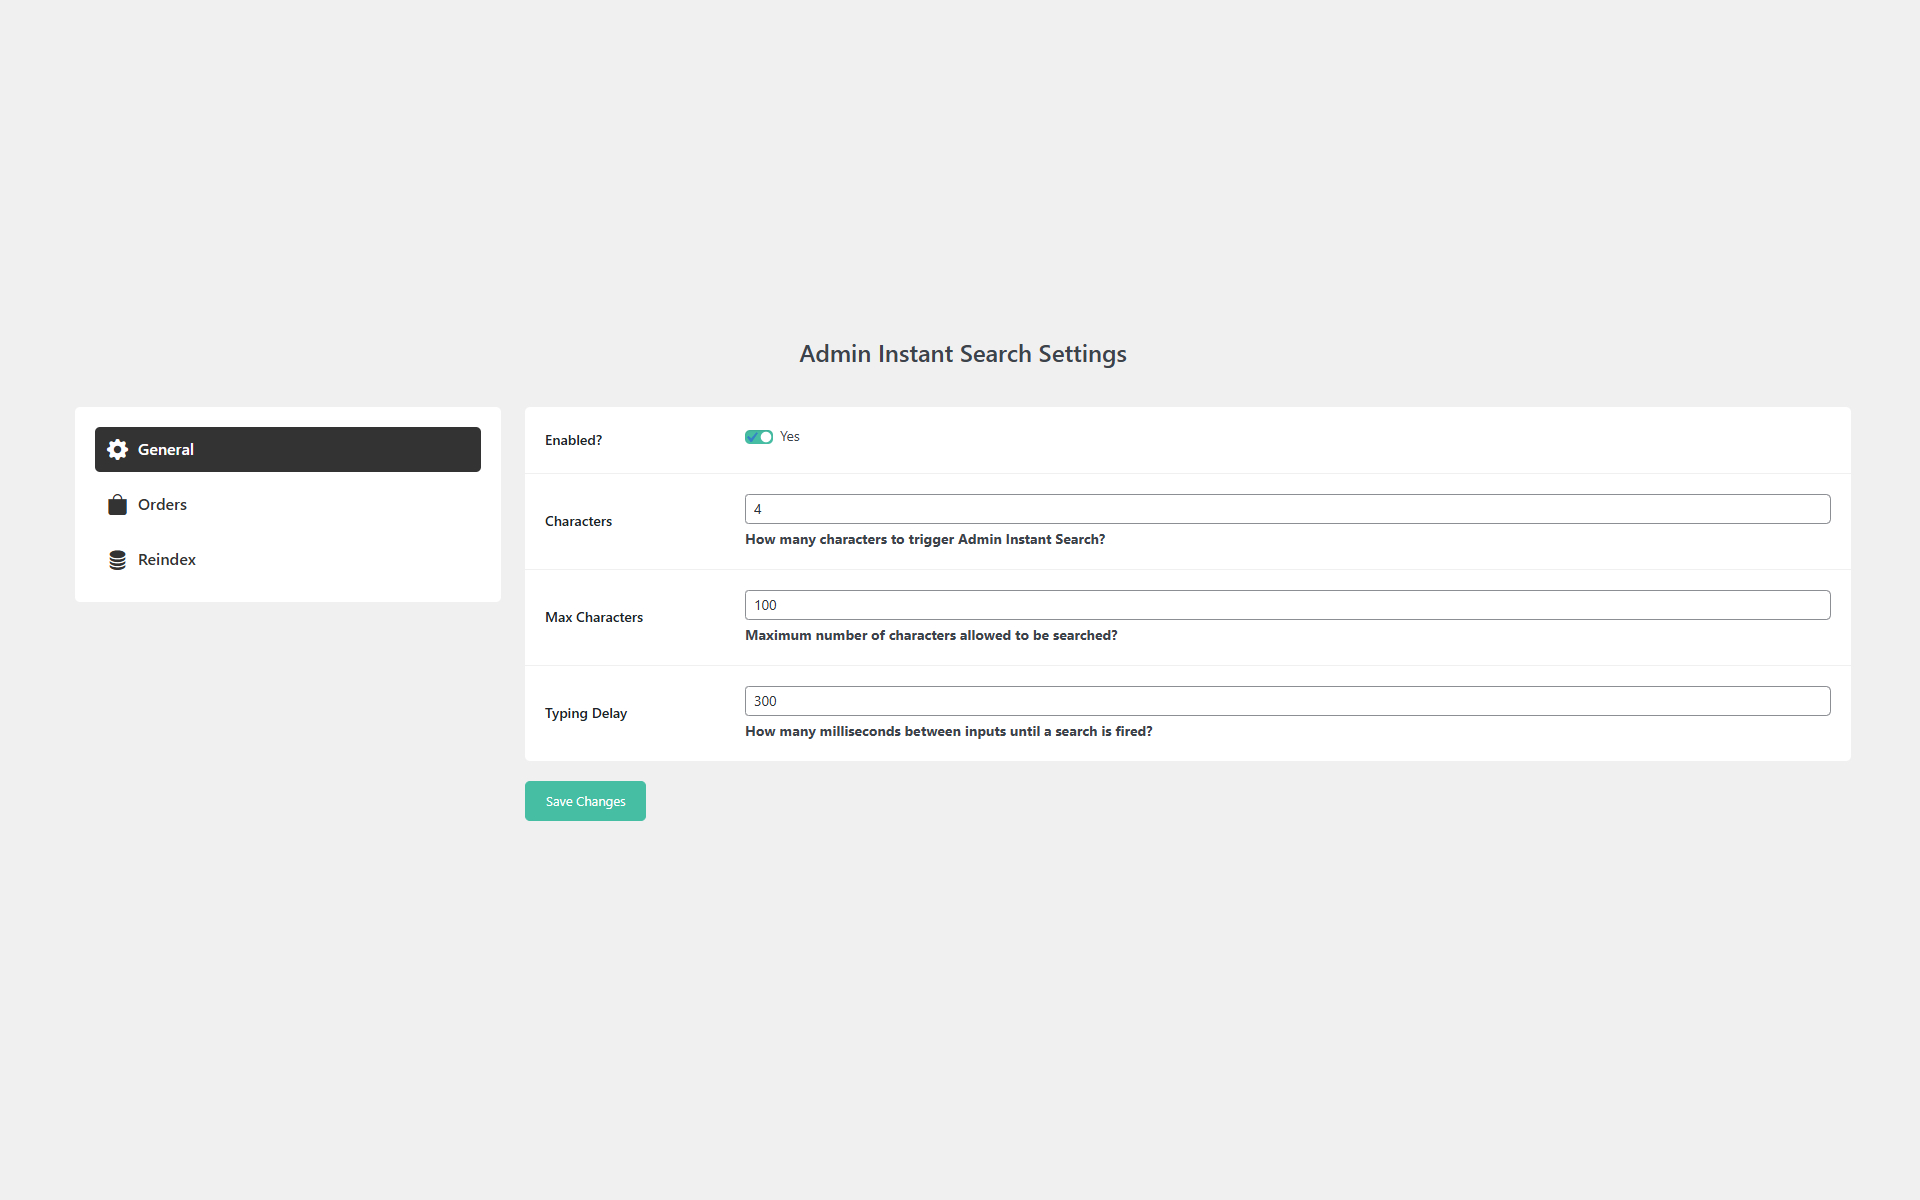 Admin Instant Search Settings
General
Orders
Reindex
Enabled?
Yes
Characters
4
How many characters to trigger Admin Instant Search?
Max Characters
100
Maximum number of characters allowed to be searched?
Typing Delay
300
How many milliseconds between inputs until a search is fired?
Save Changes